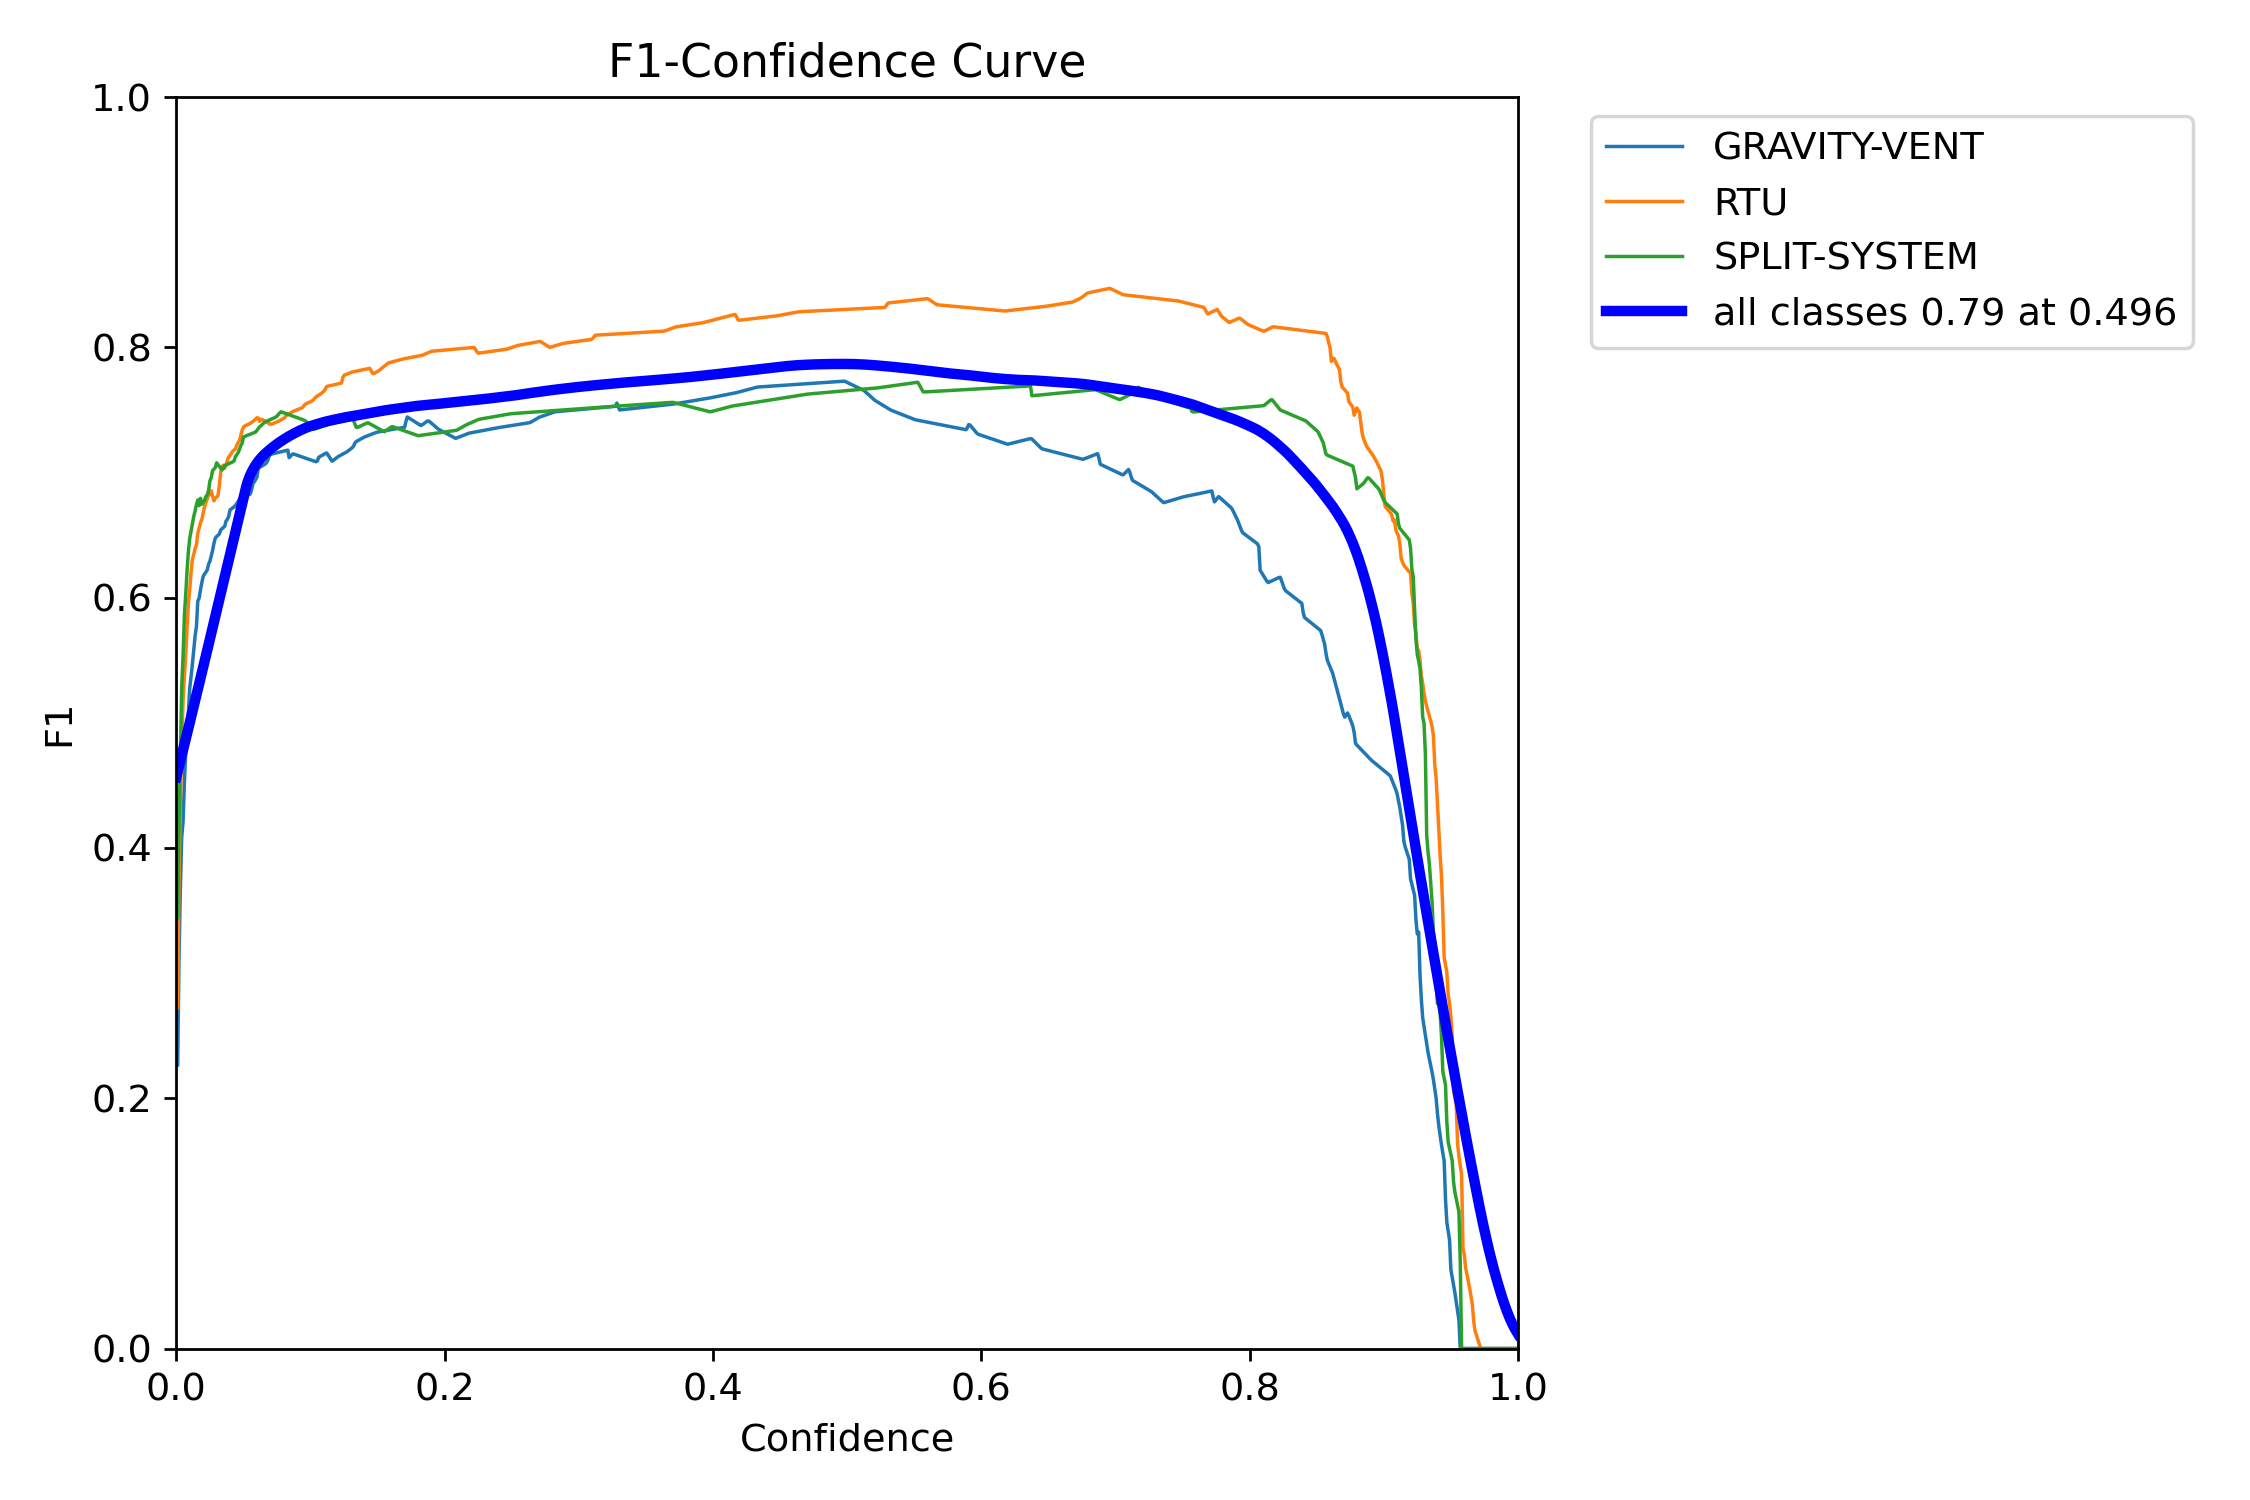 F1-Confidence Curve
1.0
0.8
0.6
0.4
0.2
0.0
F1
0.0 0.2 0.4 0.6 0.8 1.0
Confidence
GRAVITY-VENT
RTU
SPLIT-SYSTEM
all classes 0.79 at 0.496